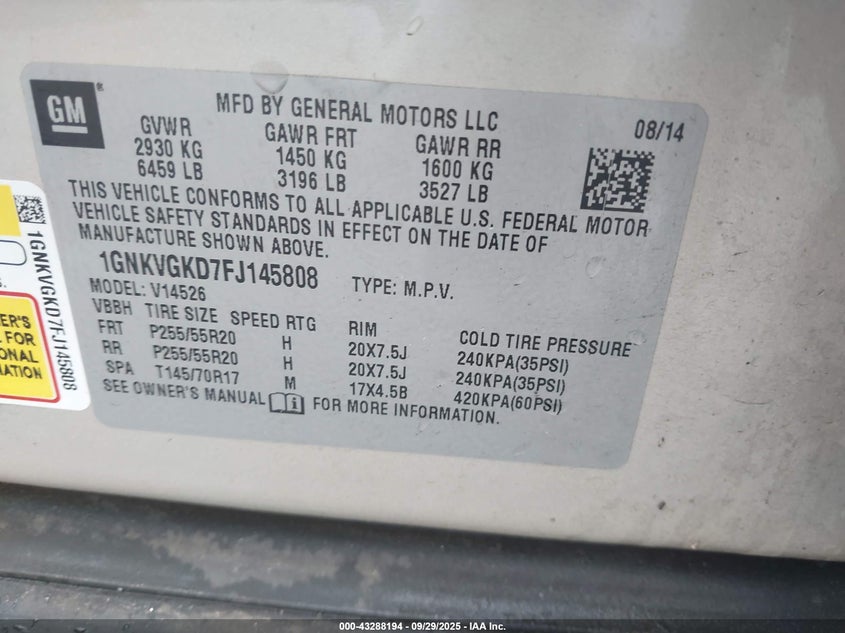 GM ®
MFD BY GENERAL MOTORS LLC
08/14
GVWR GAWR FRT GAWR RR
2930 KG 1450 KG 1600 KG
6459 LB 3196 LB 3527 LB
THIS VEHICLE CONFORMS TO ALL APPLICABLE U.S. FEDERAL MOTOR
VEHICLE SAFETY STANDARDS IN EFFECT ON THE DATE OF
MANUFACTURE SHOWN ABOVE.
1GNKVGKD7FJ145808 TYPE: M.P.V.
MODEL: V14526
VBBH TIRE SIZE SPEED RTG RIM COLD TIRE PRESSURE
FRT P255/55R20 H 20X7.5J 240KPA(35PSI)
RR P255/55R20 H 20X7.5J 240KPA(35PSI)
SPA T145/70R17 M 17X4.5B 420KPA(60PSI)
SEE OWNER'S MANUAL i FOR MORE INFORMATION.
1GNKVGKD7FJ145808
000-43288194 - 09/29/2025 - IAA Inc.